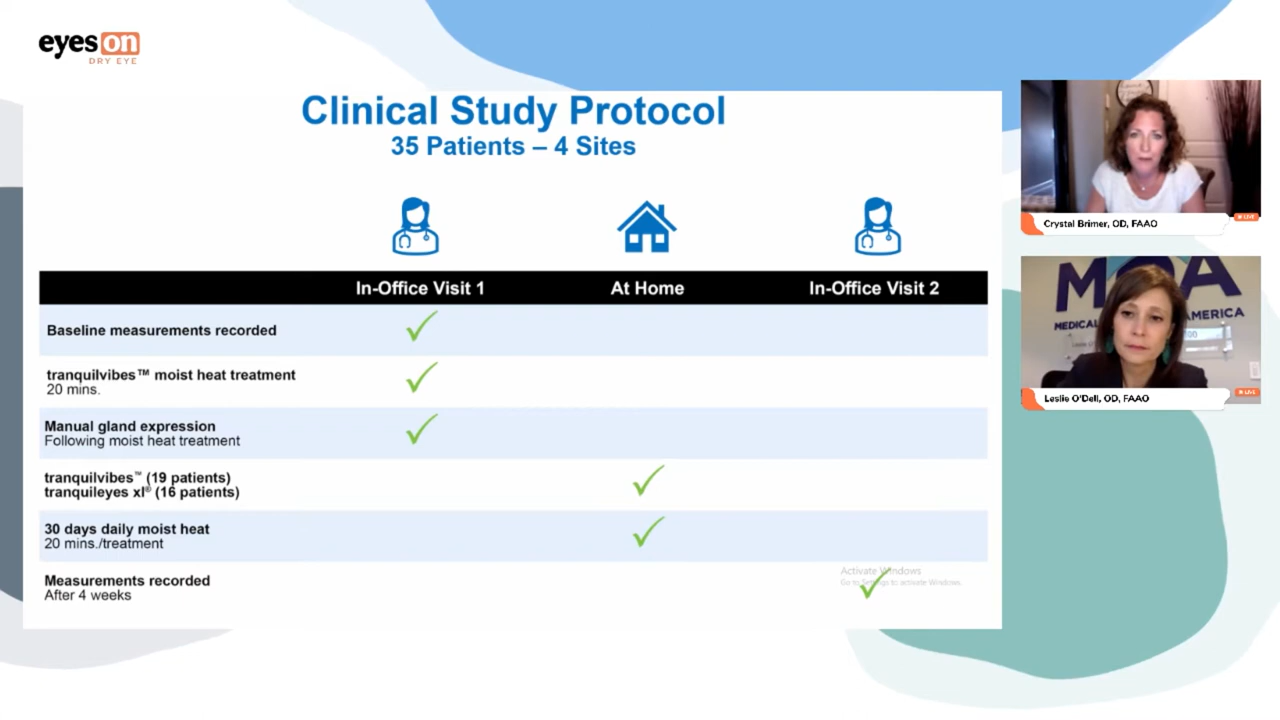 eyes on
DRY EYE
Clinical Study Protocol
35 Patients – 4 Sites
In-Office Visit 1
At Home
In-Office Visit 2
Baseline measurements recorded
tranquilvibes™ moist heat treatment
20 mins.
Manual gland expression
Following moist heat treatment
tranquilvibes™ (19 patients)
tranquileyes xl® (16 patients)
30 days daily moist heat
20 mins./treatment
Measurements recorded
After 4 weeks
Activate Windows
Go to Settings to activate Windows.
LIVE
Crystal Brimer, OD, FAAO
AMERICA
MEDICAL
LIVE
Leslie O'Dell, OD, FAAO